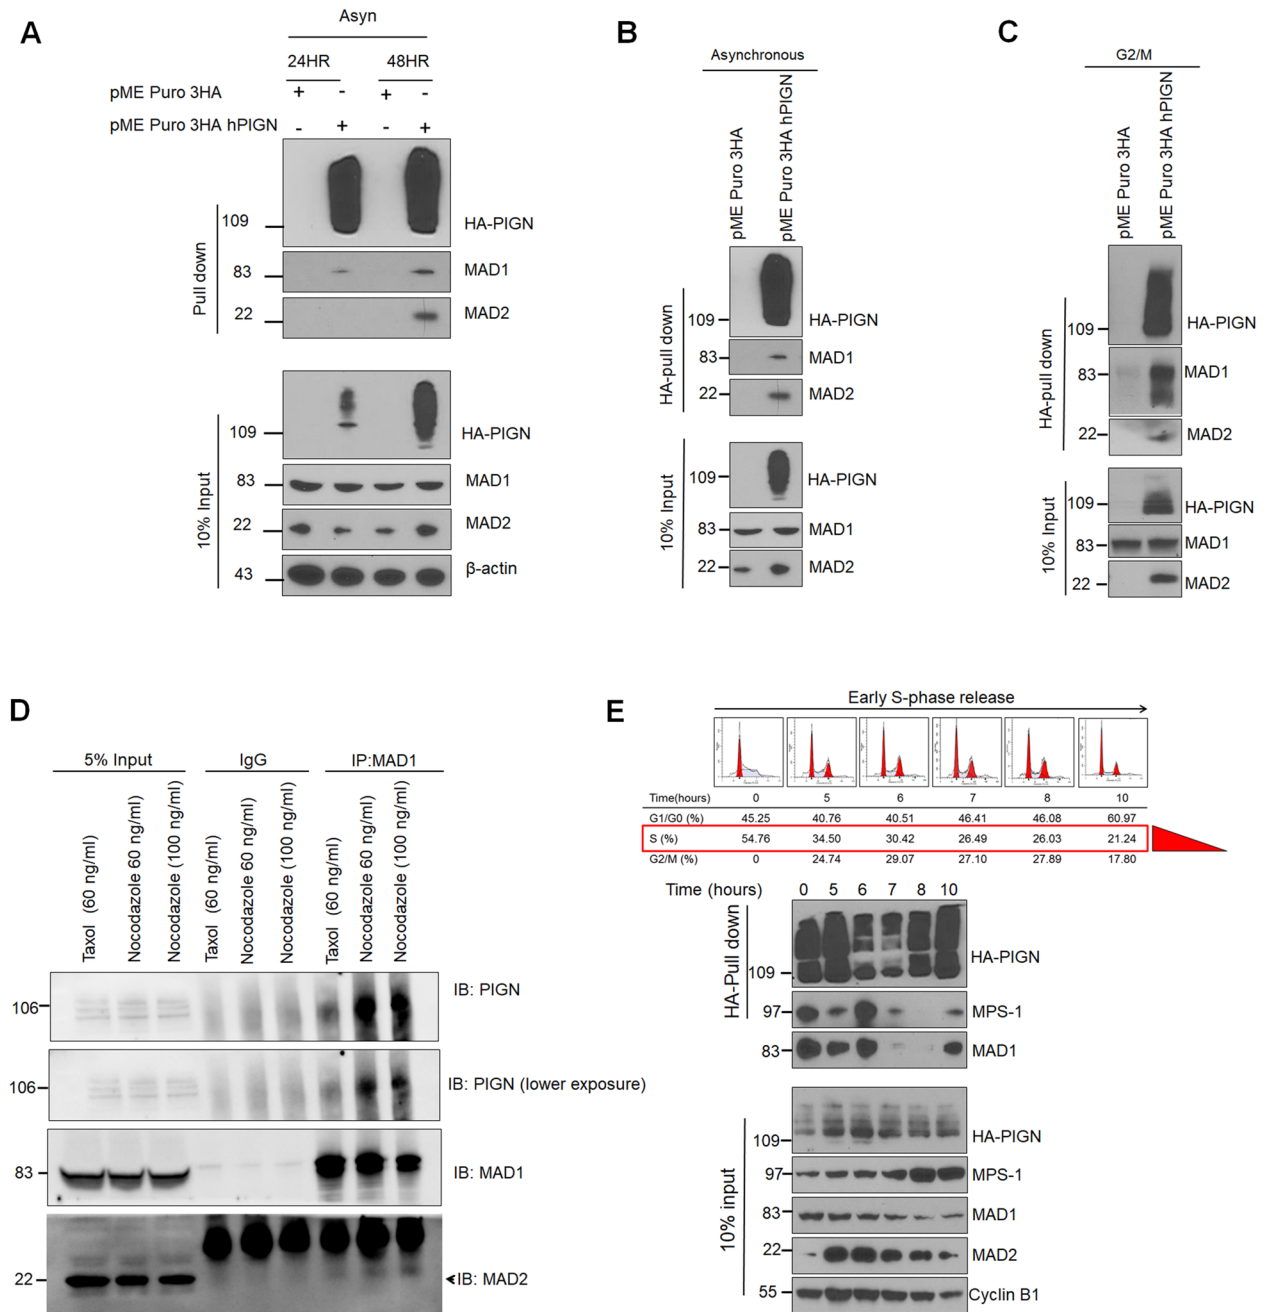 A
Asyn
24HR 48HR
pME Puro 3HA + - + -
pME Puro 3HA hPIGN - + - +
Pull down
109 HA-PIGN
83 MAD1
22 MAD2
10% Input
109 HA-PIGN
83 MAD1
22 MAD2
43 β-actin
B
Asynchronous
pME Puro 3HA
pME Puro 3HA hPIGN
HA-pull down
109 HA-PIGN
83 MAD1
22 MAD2
10% Input
109 HA-PIGN
83 MAD1
22 MAD2
C
G2/M
pME Puro 3HA
pME Puro 3HA hPIGN
HA-pull down
109 HA-PIGN
83 MAD1
22 MAD2
10% Input
109 HA-PIGN
83 MAD1
22 MAD2
D
5% Input IgG IP:MAD1
Taxol (60 ng/ml)
Nocodazole 60 ng/ml)
Nocodazole (100 ng/ml)
Taxol (60 ng/ml)
Nocodazole 60 ng/ml)
Nocodazole (100 ng/ml)
Taxol (60 ng/ml)
Nocodazole 60 ng/ml)
Nocodazole (100 ng/ml)
106 IB: PIGN
106 IB: PIGN (lower exposure)
83 IB: MAD1
22 IB: MAD2
E
Early S-phase release
Time(hours) 0 5 6 7 8 10
G1/G0 (%) 45.25 40.76 40.51 46.41 46.08 60.97
S (%) 54.76 34.50 30.42 26.49 26.03 21.24
G2/M (%) 0 24.74 29.07 27.10 27.89 17.80
Time (hours) 0 5 6 7 8 10
HA-Pull down
109 HA-PIGN
97 MPS-1
83 MAD1
10% input
109 HA-PIGN
97 MPS-1
83 MAD1
22 MAD2
55 Cyclin B1